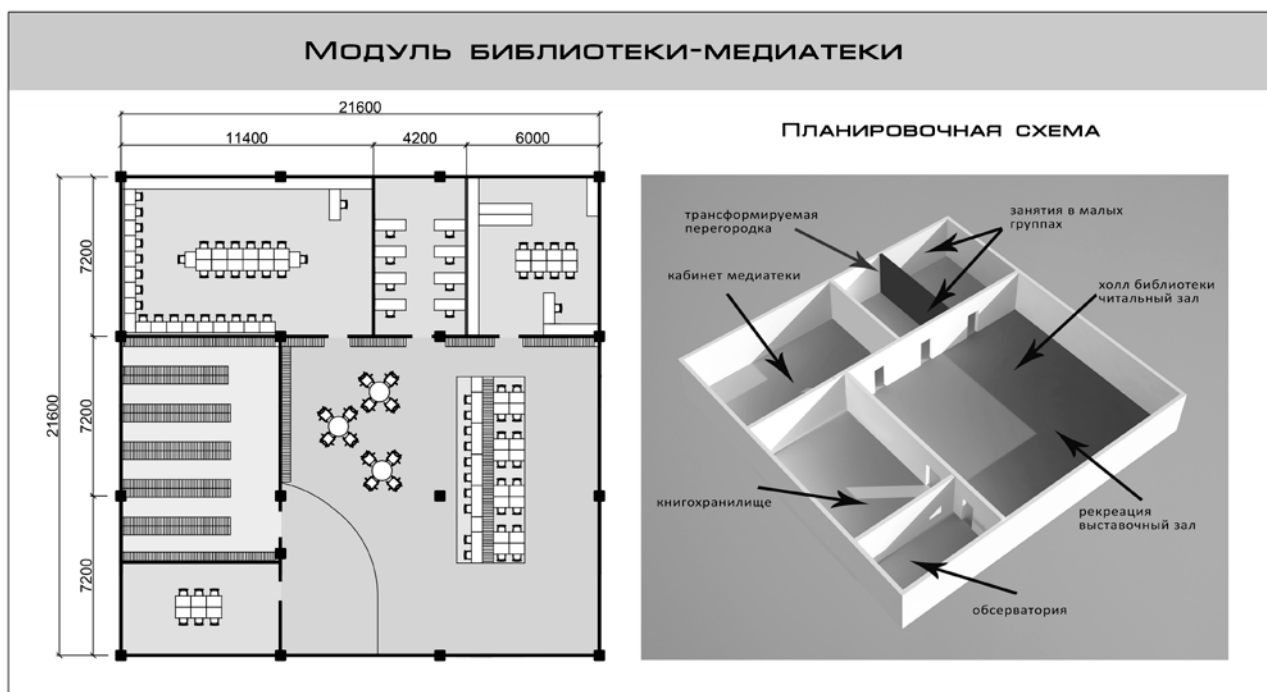 Модуль библиотеки-медиатеки
21600
11400
4200
6000
21600
7200
7200
7200
Планировочная схема
трансформируемая
перегородка
занятия в малых
группах
кабинет медиатеки
холл библиотеки
читальный зал
книгохранилище
рекреация
выставочный зал
обсерватория